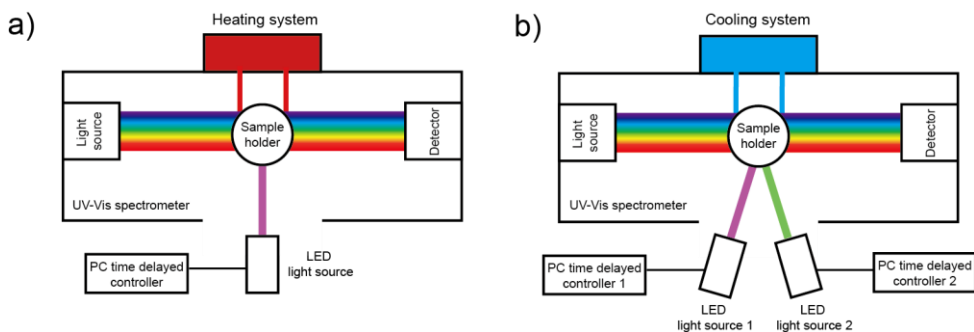 a)
Heating system
Light
source
Sample
holder
Detector
UV-Vis spectrometer
LED
light source
PC time delayed
controller
b)
Cooling system
Light
source
Sample
holder
Detector
UV-Vis spectrometer
PC time delayed
controller 1
LED
light source 1
LED
light source 2
PC time delayed
controller 2